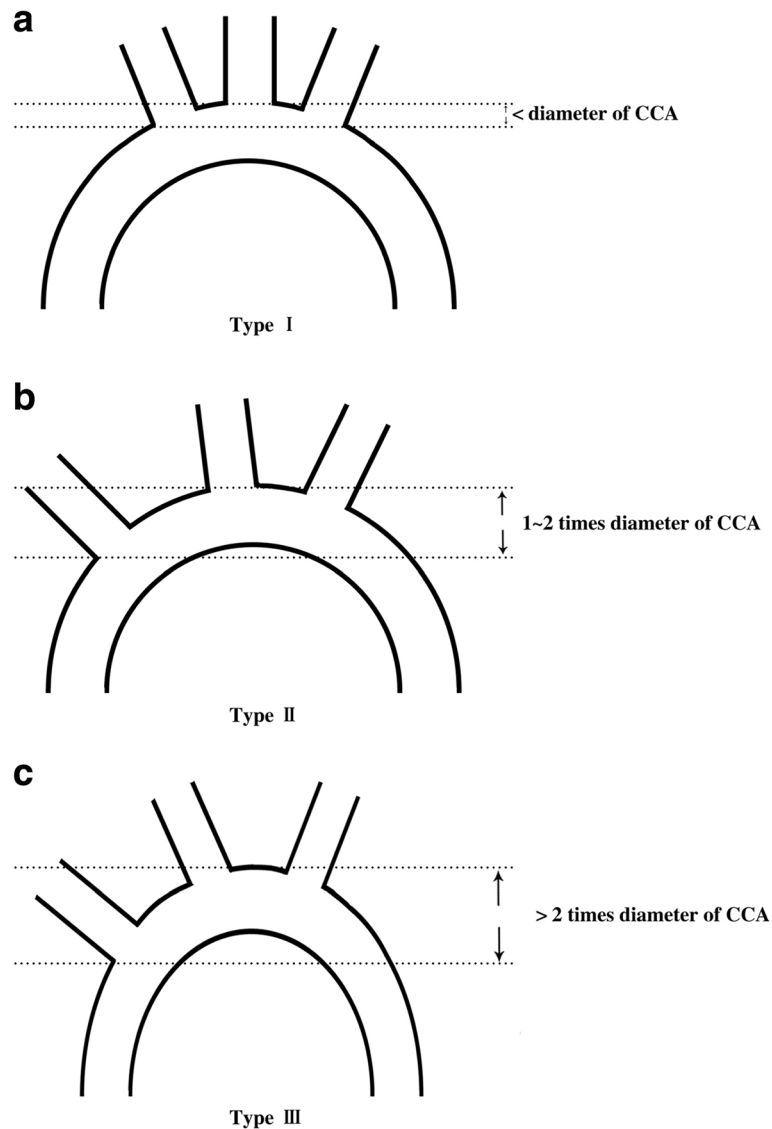 a
< diameter of CCA
Type Ⅰ
b
1~2 times diameter of CCA
Type Ⅱ
c
> 2 times diameter of CCA
Type Ⅲ